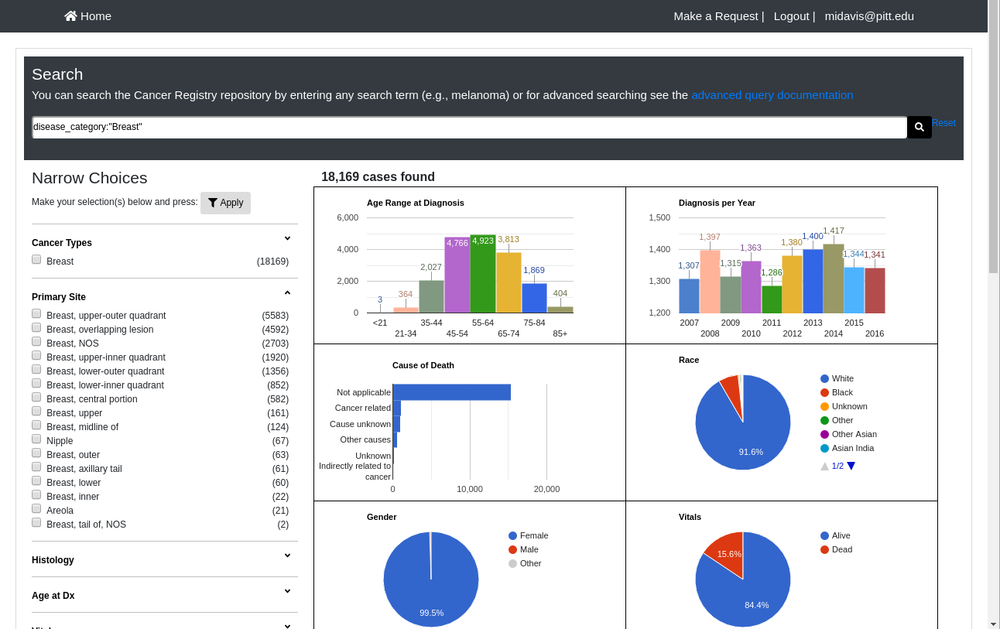 Home
Make a Request | Logout | midavis@pitt.edu
Search
You can search the Cancer Registry repository by entering any search term (e.g., melanoma) or for advanced searching see the advanced query documentation
disease_category:"Breast"
Reset
Narrow Choices
Make your selection(s) below and press: Apply
Cancer Types
Breast (18169)
Primary Site
Breast, upper-outer quadrant (5583)
Breast, overlapping lesion (4592)
Breast, NOS (2703)
Breast, upper-inner quadrant (1920)
Breast, lower-outer quadrant (1356)
Breast, lower-inner quadrant (852)
Breast, central portion (582)
Breast, upper (161)
Breast, midline of (124)
Nipple (67)
Breast, outer (63)
Breast, axillary tail (61)
Breast, lower (60)
Breast, inner (22)
Areola (21)
Breast, tail of, NOS (2)
Histology
Age at Dx
18,169 cases found
Age Range at Diagnosis
6,000
4,000
2,000
0
3
364
2,027
4,766
4,923
3,813
1,869
404
<21 35-44 55-64 75-84
21-34 45-54 65-74 85+
Diagnosis per Year
1,500
1,400
1,300
1,200
1,307
1,397
1,315
1,363
1,286
1,380
1,400
1,417
1,344
1,341
2007 2009 2011 2013 2015
2008 2010 2012 2014 2016
Cause of Death
Not applicable
Cancer related
Cause unknown
Other causes
Unknown
Indirectly related to
cancer
0 10,000 20,000
Race
91.6%
White
Black
Unknown
Other
Other Asian
Asian India
1/2
Gender
99.5%
Female
Male
Other
Vitals
15.6%
84.4%
Alive
Dead